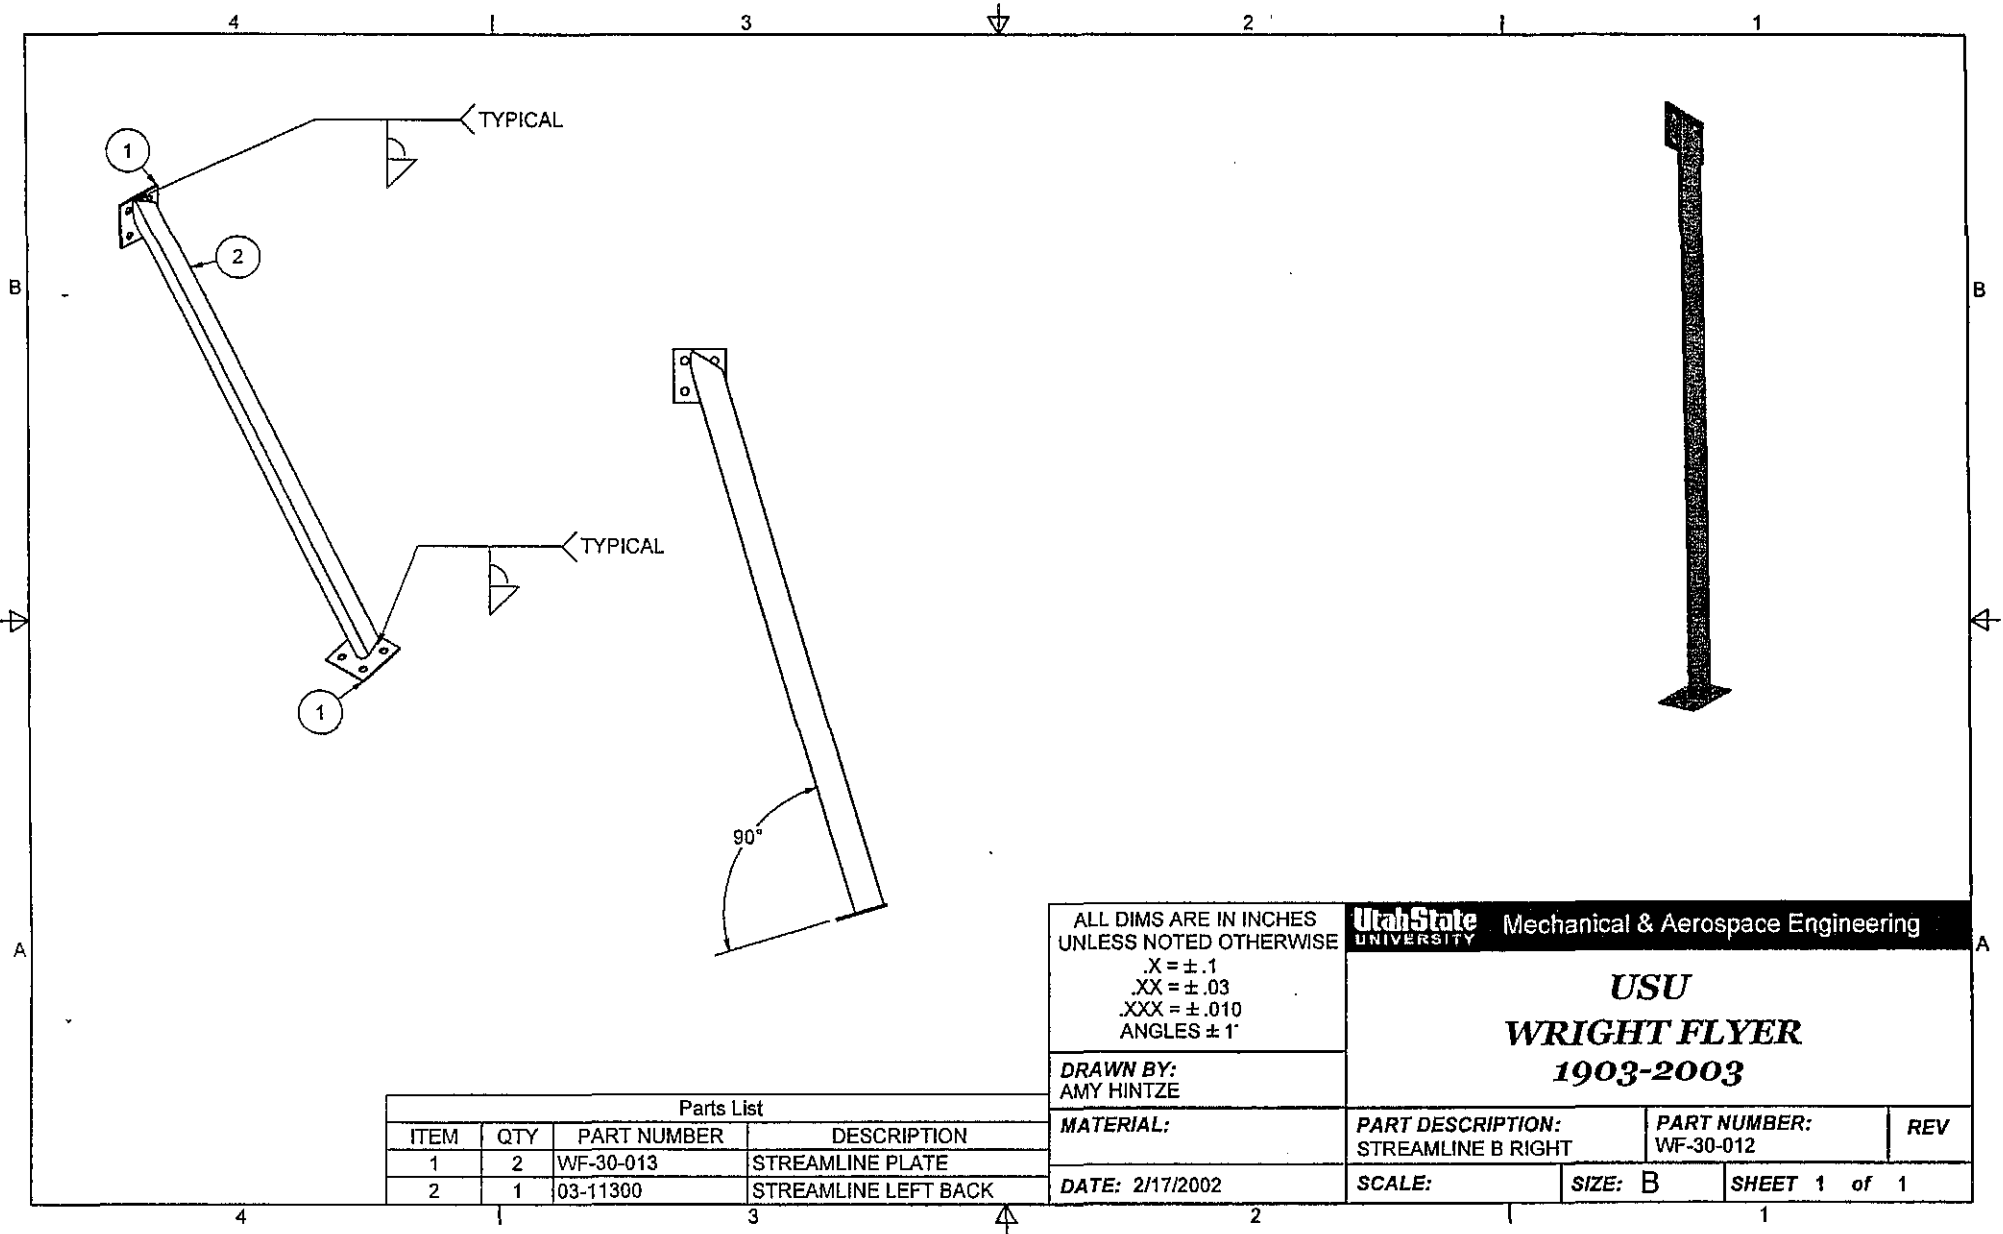 4 3 2 1
TYPICAL
1
2
B B
TYPICAL
1
90°
A A
ALL DIMS ARE IN INCHES
UNLESS NOTED OTHERWISE
.X = ± .1
.XX = ± .03
.XXX = ± .010
ANGLES ± 1°
UtahState
UNIVERSITY
Mechanical & Aerospace Engineering
USU
WRIGHT FLYER
1903-2003
DRAWN BY:
AMY HINTZE
MATERIAL:
PART DESCRIPTION:
STREAMLINE B RIGHT
PART NUMBER:
WF-30-012
REV
DATE: 2/17/2002
SCALE:
SIZE: B
SHEET 1 of 1
Parts List
ITEM QTY PART NUMBER DESCRIPTION
1 2 WF-30-013 STREAMLINE PLATE
2 1 03-11300 STREAMLINE LEFT BACK
4 3 2 1